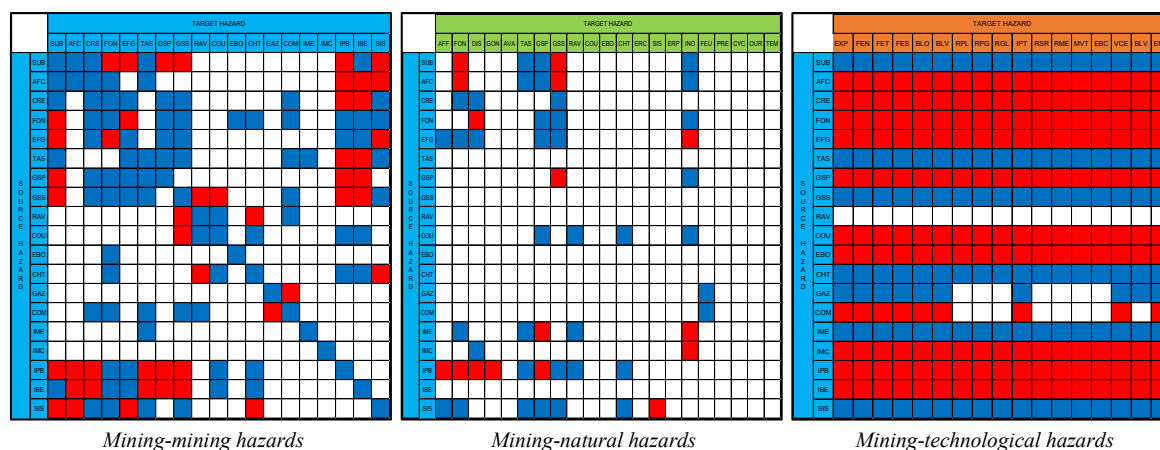 TARGET HAZARD
SUB AFC CRE FON EFG TAS GSP GSS RAV COU EBO CHT GAZ COM IME IMC IPB IBE SIS
SOURCE HAZARD
SUB
AFC
CRE
FON
EFG
TAS
GSP
GSS
RAV
COU
EBO
CHT
GAZ
COM
IME
IMC
IPB
IBE
SIS
Mining-mining hazards
TARGET HAZARD
AFF FON DIS GON AVA TAS GSP GSS RAV COU EBO CHT ERC SIS ERP INO FEU PRE CYC OUR TEM
SOURCE HAZARD
SUB
AFC
CRE
FON
EFG
TAS
GSP
GSS
RAV
COU
EBO
CHT
GAZ
COM
IME
IMC
IPB
IBE
SIS
Mining-natural hazards
TARGET HAZARD
EXP FEN FET FES BLO BLV RPL RPG RGL IPT RSR RME MVT EBC VCE BLV
SOURCE HAZARD
SUB
AFC
CRE
FON
EFG
TAS
GSP
GSS
RAV
COU
EBO
CHT
GAZ
COM
IME
IMC
IPB
IBE
SIS
Mining-technological hazards